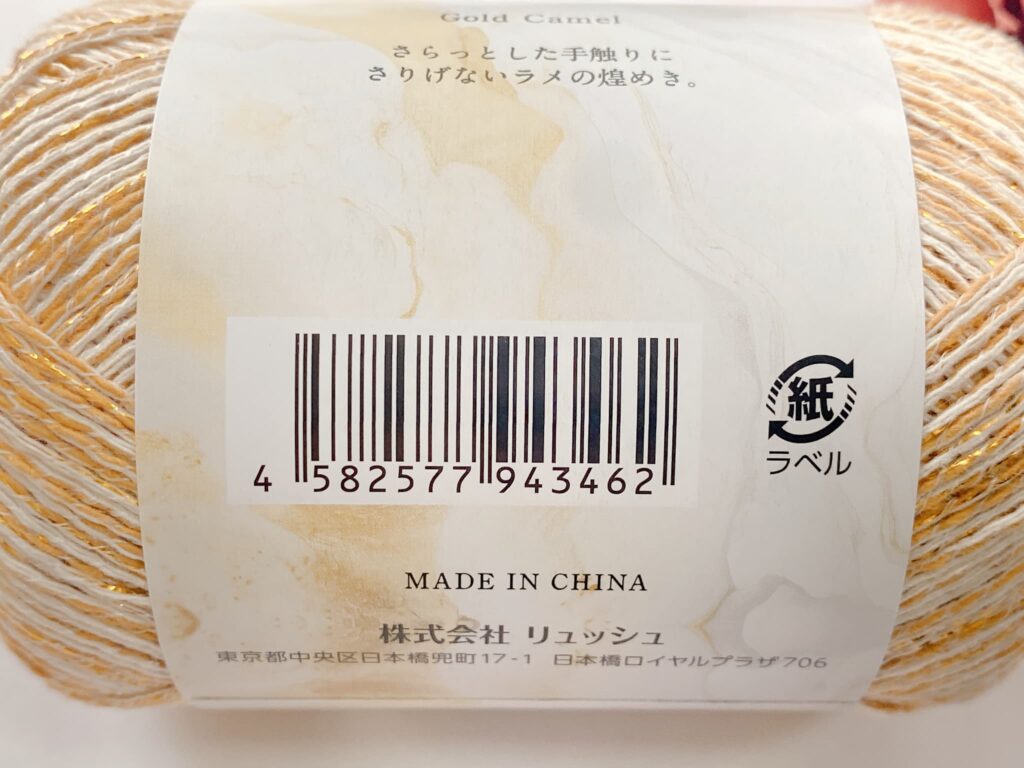 Gold Camel
さらっとした手触りに
さりげないラメの煌めき。
紙
ラベル
4 582577 943462
MADE IN CHINA
株式会社 リュッシュ
東京都中央区日本橋兜町17-1 日本橋ロイヤルプラザ706